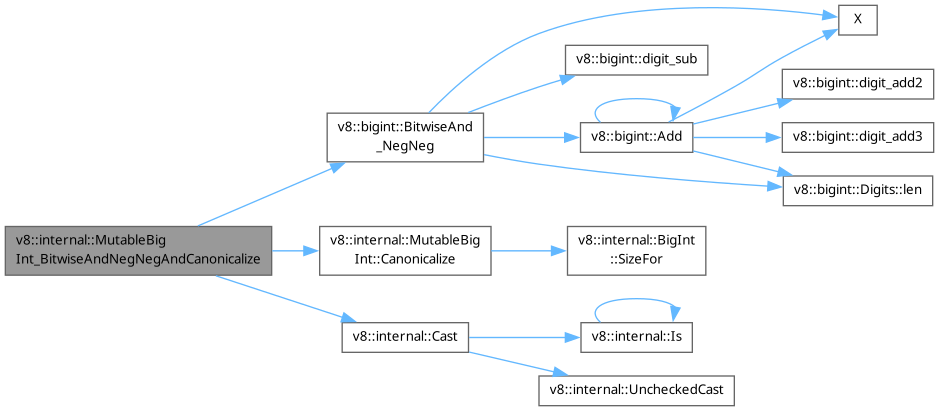 X
v8::bigint::digit_sub
v8::bigint::digit_add2
v8::bigint::BitwiseAnd
_NegNeg
v8::bigint::Add
v8::bigint::digit_add3
v8::bigint::Digits::len
v8::internal::MutableBig
Int_BitwiseAndNegNegAndCanonicalize
v8::internal::MutableBig
Int::Canonicalize
v8::internal::BigInt
::SizeFor
v8::internal::Cast
v8::internal::Is
v8::internal::UncheckedCast